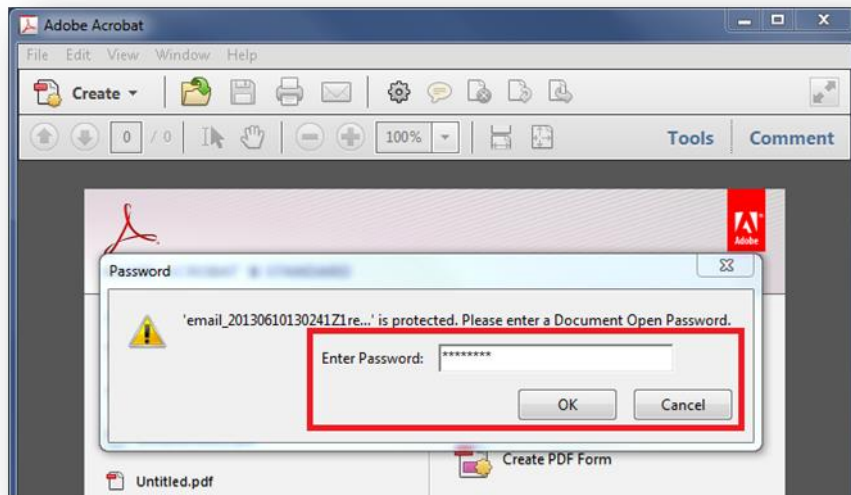 Adobe Acrobat
File Edit View Window Help
Create
0 / 0 100% Tools Comment
Adobe
Password
'email_20130610130241Z1re...' is protected. Please enter a Document Open Password.
Enter Password: ********
OK Cancel
Create PDF Form
Untitled.pdf